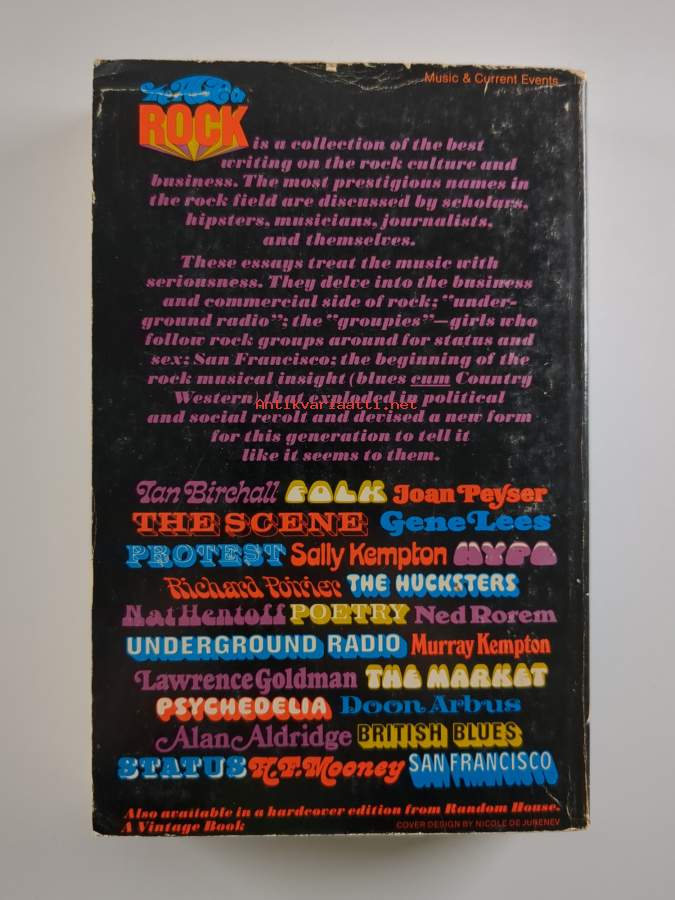 Music & Current Events
ROCK
is a collection of the best
writing on the rock culture and
business. The most prestigious names in
the rock field are discussed by scholars,
hipsters, musicians, journalists,
and themselves.
These essays treat the music with
seriousness. They delve into the business
and commercial side of rock; "under-
ground radio"; the "groupies"—girls who
follow rock groups around for status and
sex; San Francisco; the beginning of the
rock musical insight (blues cum Country
Western) that exploded in political
Antikvariaatti.net
and social revolt and devised a new form
for this generation to tell it
like it seems to them.
Ian Birchall FOLK Joan Peyser
THE SCENE Gene Lees
PROTEST Sally Kempton HYPE
Richard Poirier THE HUCKSTERS
Nat Hentoff POETRY Ned Rorem
UNDERGROUND RADIO Murray Kempton
Lawrence Goldman THE MARKET
PSYCHEDELIA Doon Arbus
Alan Aldridge BRITISH BLUES
STATUS H.F. Mooney SAN FRANCISCO
Also available in a hardcover edition from Random House.
A Vintage Book
COVER DESIGN BY NICOLE DE JURENEV